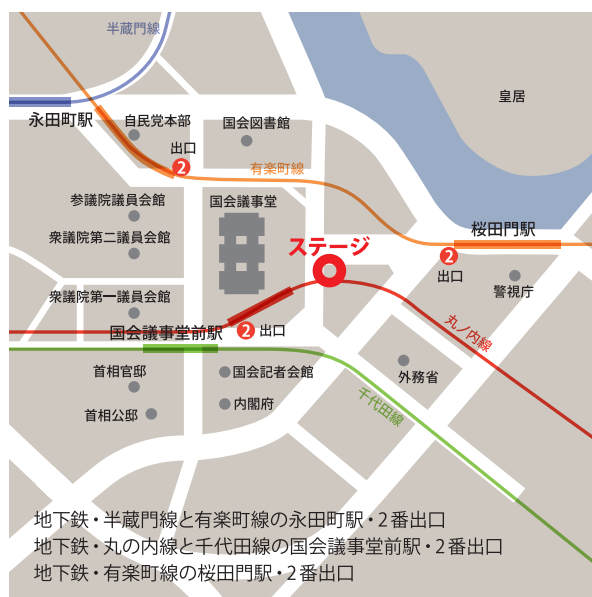 半蔵門線
皇居
永田町駅
自民党本部
国会図書館
出口
2
有楽町線
参議院議員会館
国会議事堂
衆議院第二議員会館
ステージ
桜田門駅
2
出口
警視庁
衆議院第一議員会館
国会議事堂前駅
2
出口
丸ノ内線
首相官邸
国会記者会館
外務省
首相公邸
内閣府
千代田線
地下鉄・半蔵門線と有楽町線の永田町駅・2番出口
地下鉄・丸の内線と千代田線の国会議事堂前駅・2番出口
地下鉄・有楽町線の桜田門駅・2番出口